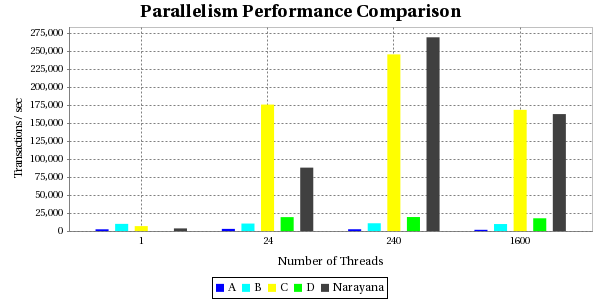 Parallelism Performance Comparison
Transactions / sec
275,000
250,000
225,000
200,000
175,000
150,000
125,000
100,000
75,000
50,000
25,000
0
1 24 240 1600
Number of Threads
A B C D Narayana